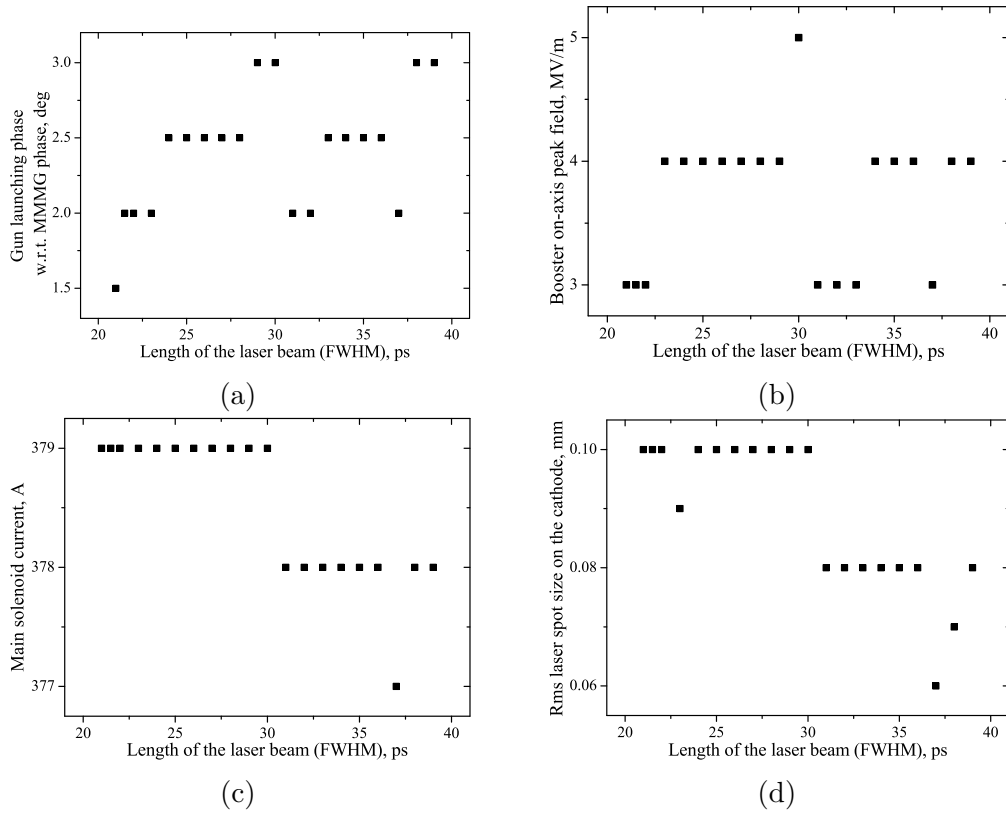 Gun launching phase
w.r.t. MMMG phase, deg
3.0
2.5
2.0
1.5
20 25 30 35 40
Length of the laser beam (FWHM), ps
(a)
Booster on-axis peak field, MV/m
5
4
3
20 25 30 35 40
Length of the laser beam (FWHM), ps
(b)
Main solenoid current, A
379
378
377
20 25 30 35 40
Length of the laser beam (FWHM), ps
(c)
Rms laser spot size on the cathode, mm
0.10
0.08
0.06
20 25 30 35 40
Length of the laser beam (FWHM), ps
(d)